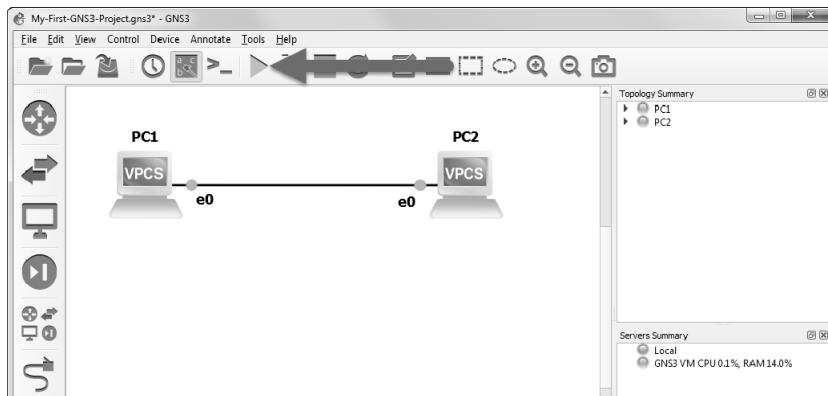 My-First-GNS3-Project.gns3* - GNS3
File Edit View Control Device Annotate Tools Help
a c
b
>_
Topology Summary
PC1
PC2
PC1
PC2
VPCS
VPCS
e0
e0
Servers Summary
Local
GNS3 VM CPU 0.1%, RAM 14.0%